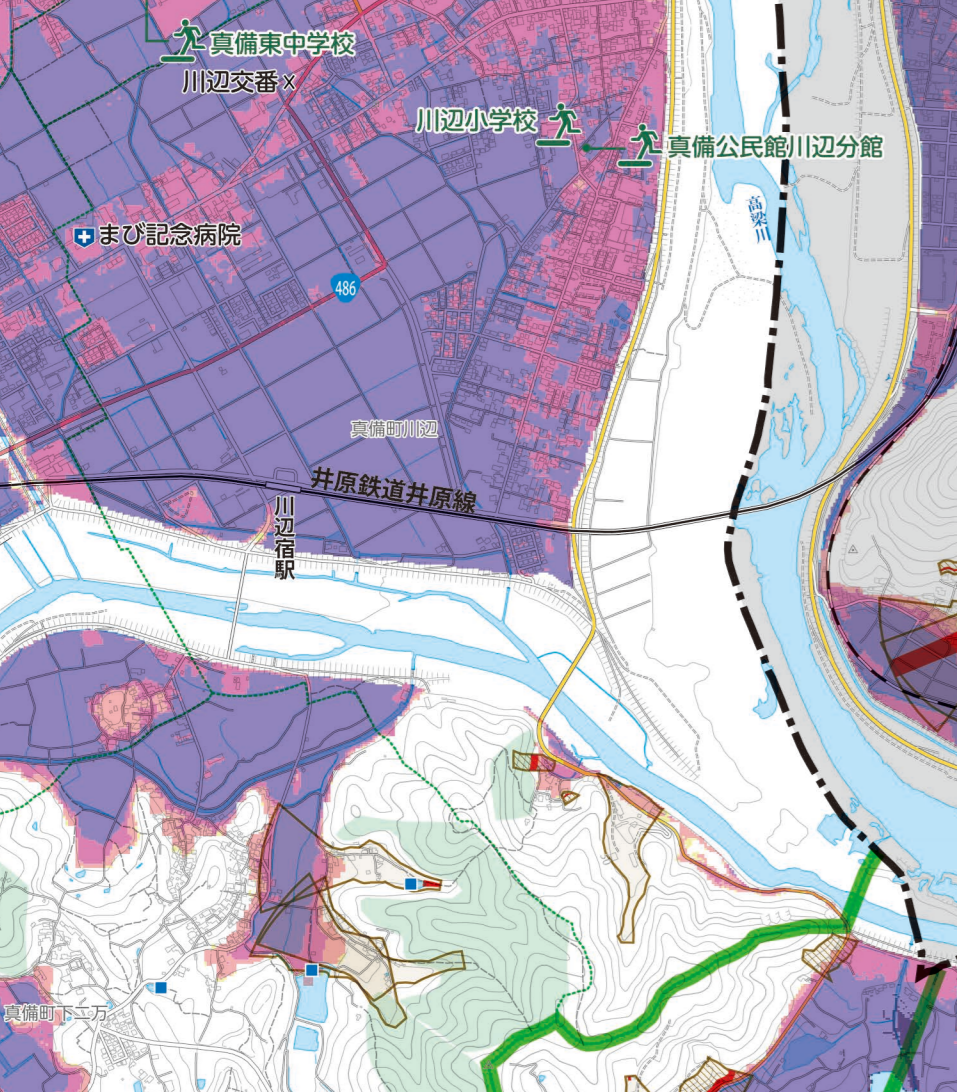 真備東中学校
川辺交番
川辺小学校
真備公民館川辺分館
高梁川
まび記念病院
486
真備町川辺
井原鉄道井原線
川辺宿駅
真備町下二万